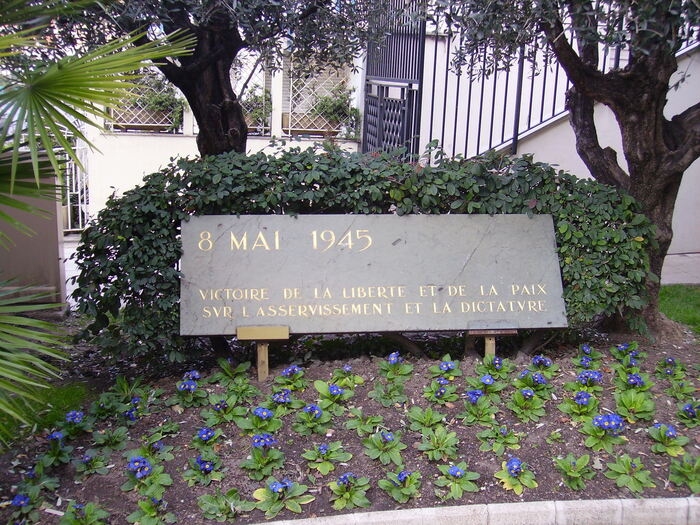 8 MAI 1945
VICTOIRE DE LA LIBERTE ET DE LA PAIX
SVR L'ASSERVISSEMENT ET LA DICTATVRE